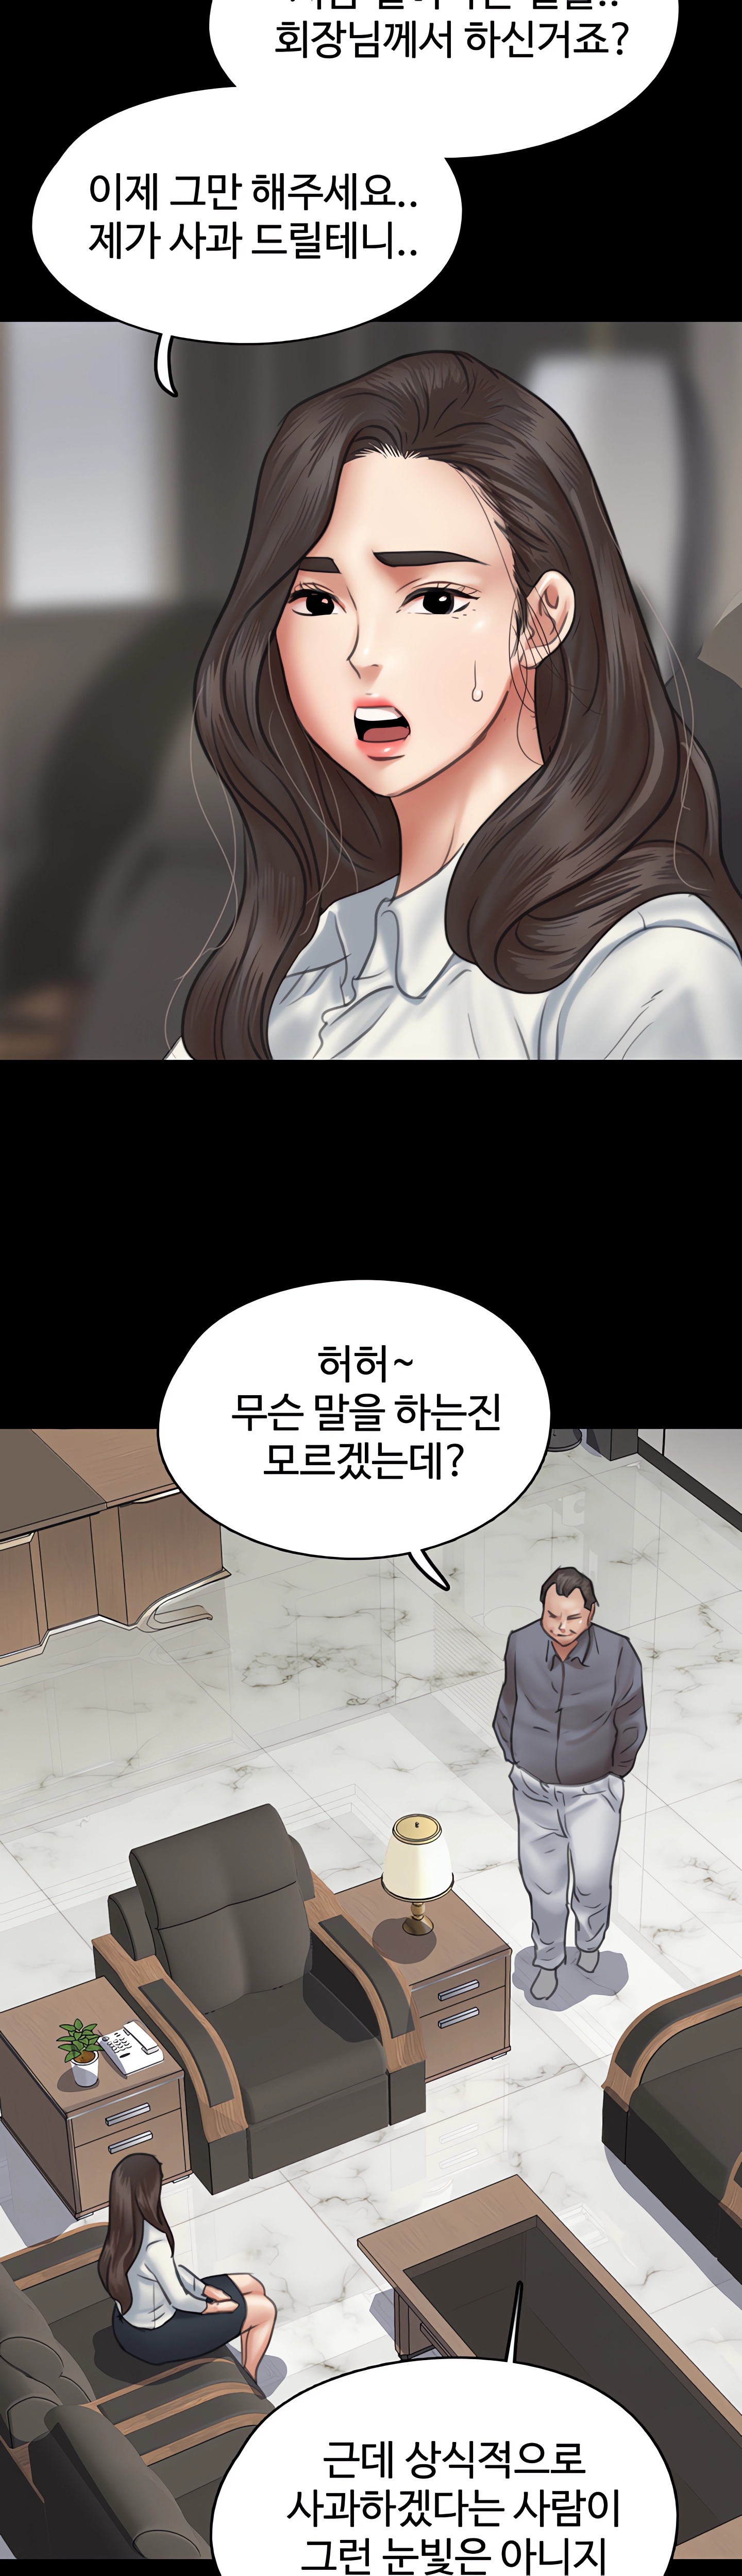 회장님께서 하신거죠?
이제 그만 해주세요..
제가 사과 드릴테니..
허허~
무슨 말을 하는진
모르겠는데?
근데 상식적으로
사과하겠다는 사람이
그런 눈빛은 아니지